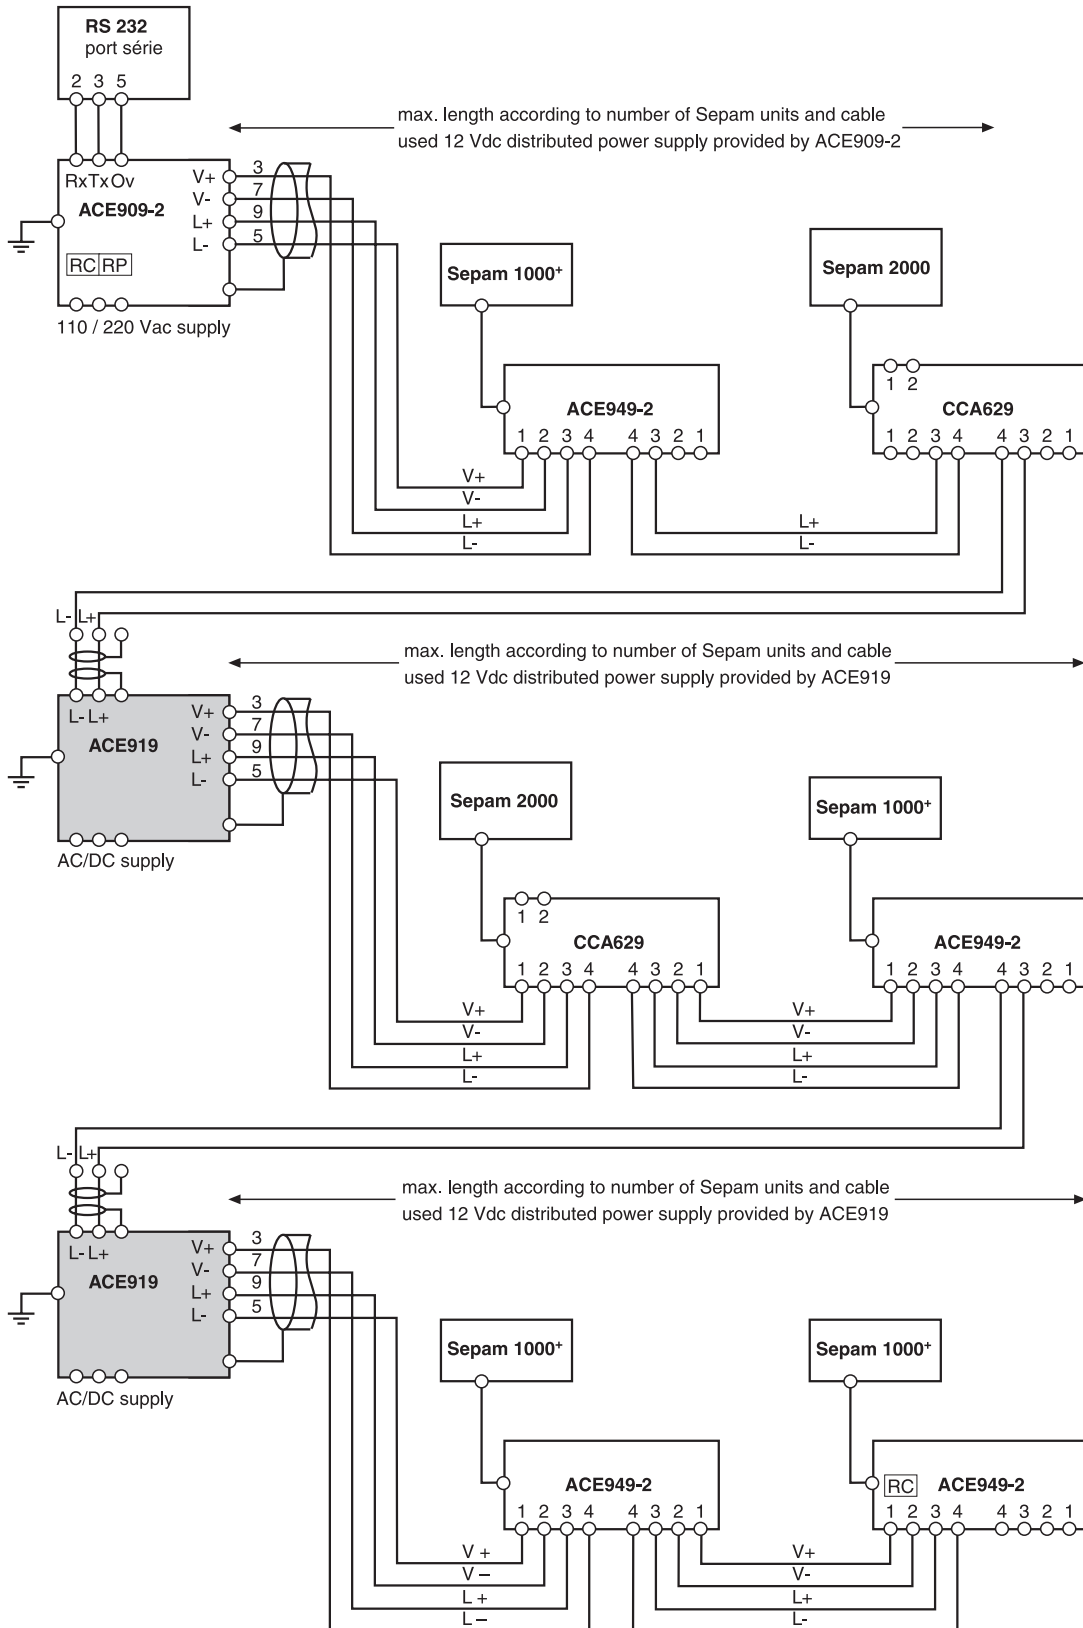 RS 232
port série
2 3 5
max. length according to number of Sepam units and cable
used 12 Vdc distributed power supply provided by ACE909-2
Rx Tx Ov
ACE909-2
V+ 3
V- 7
L+ 9
L- 5
RC RP
110 / 220 Vac supply
Sepam 1000+
Sepam 2000
1 2
ACE949-2
CCA629
1 2 3 4 4 3 2 1
1 2 3 4 4 3 2 1
V+
V-
L+
L-
L+
L-
L- L+
max. length according to number of Sepam units and cable
used 12 Vdc distributed power supply provided by ACE919
L- L+
ACE919
V+ 3
V- 7
L+ 9
L- 5
AC/DC supply
Sepam 2000
Sepam 1000+
1 2
CCA629
ACE949-2
1 2 3 4 4 3 2 1
1 2 3 4 4 3 2 1
V+
V-
L+
L-
V+
V-
L+
L-
L- L+
max. length according to number of Sepam units and cable
used 12 Vdc distributed power supply provided by ACE919
L- L+
ACE919
V+ 3
V- 7
L+ 9
L- 5
AC/DC supply
Sepam 1000+
Sepam 1000+
ACE949-2
RC ACE949-2
1 2 3 4 4 3 2 1
1 2 3 4 4 3 2 1
V +
V –
L +
L –
V+
V-
L+
L-